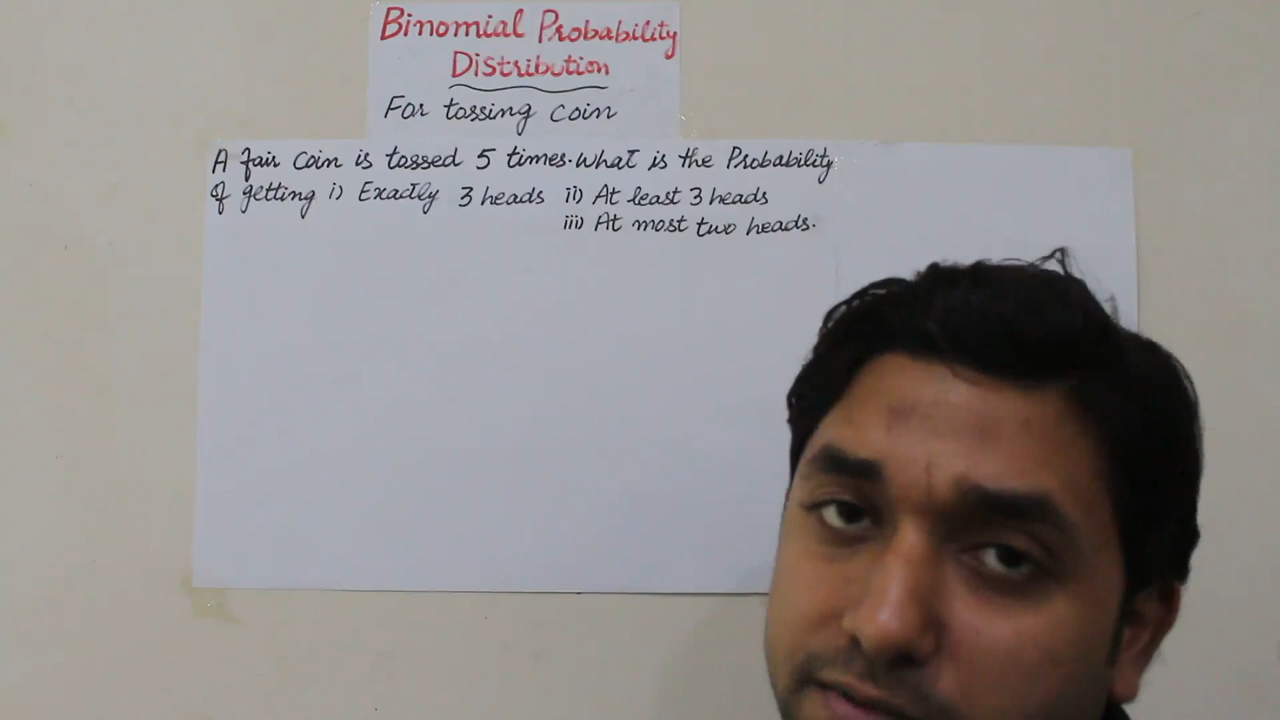 Binomial Probability
Distribution
For tossing coin
A fair coin is tossed 5 times. What is the Probability
of getting i) Exactly 3 heads ii) At least 3 heads
iii) At most two heads.